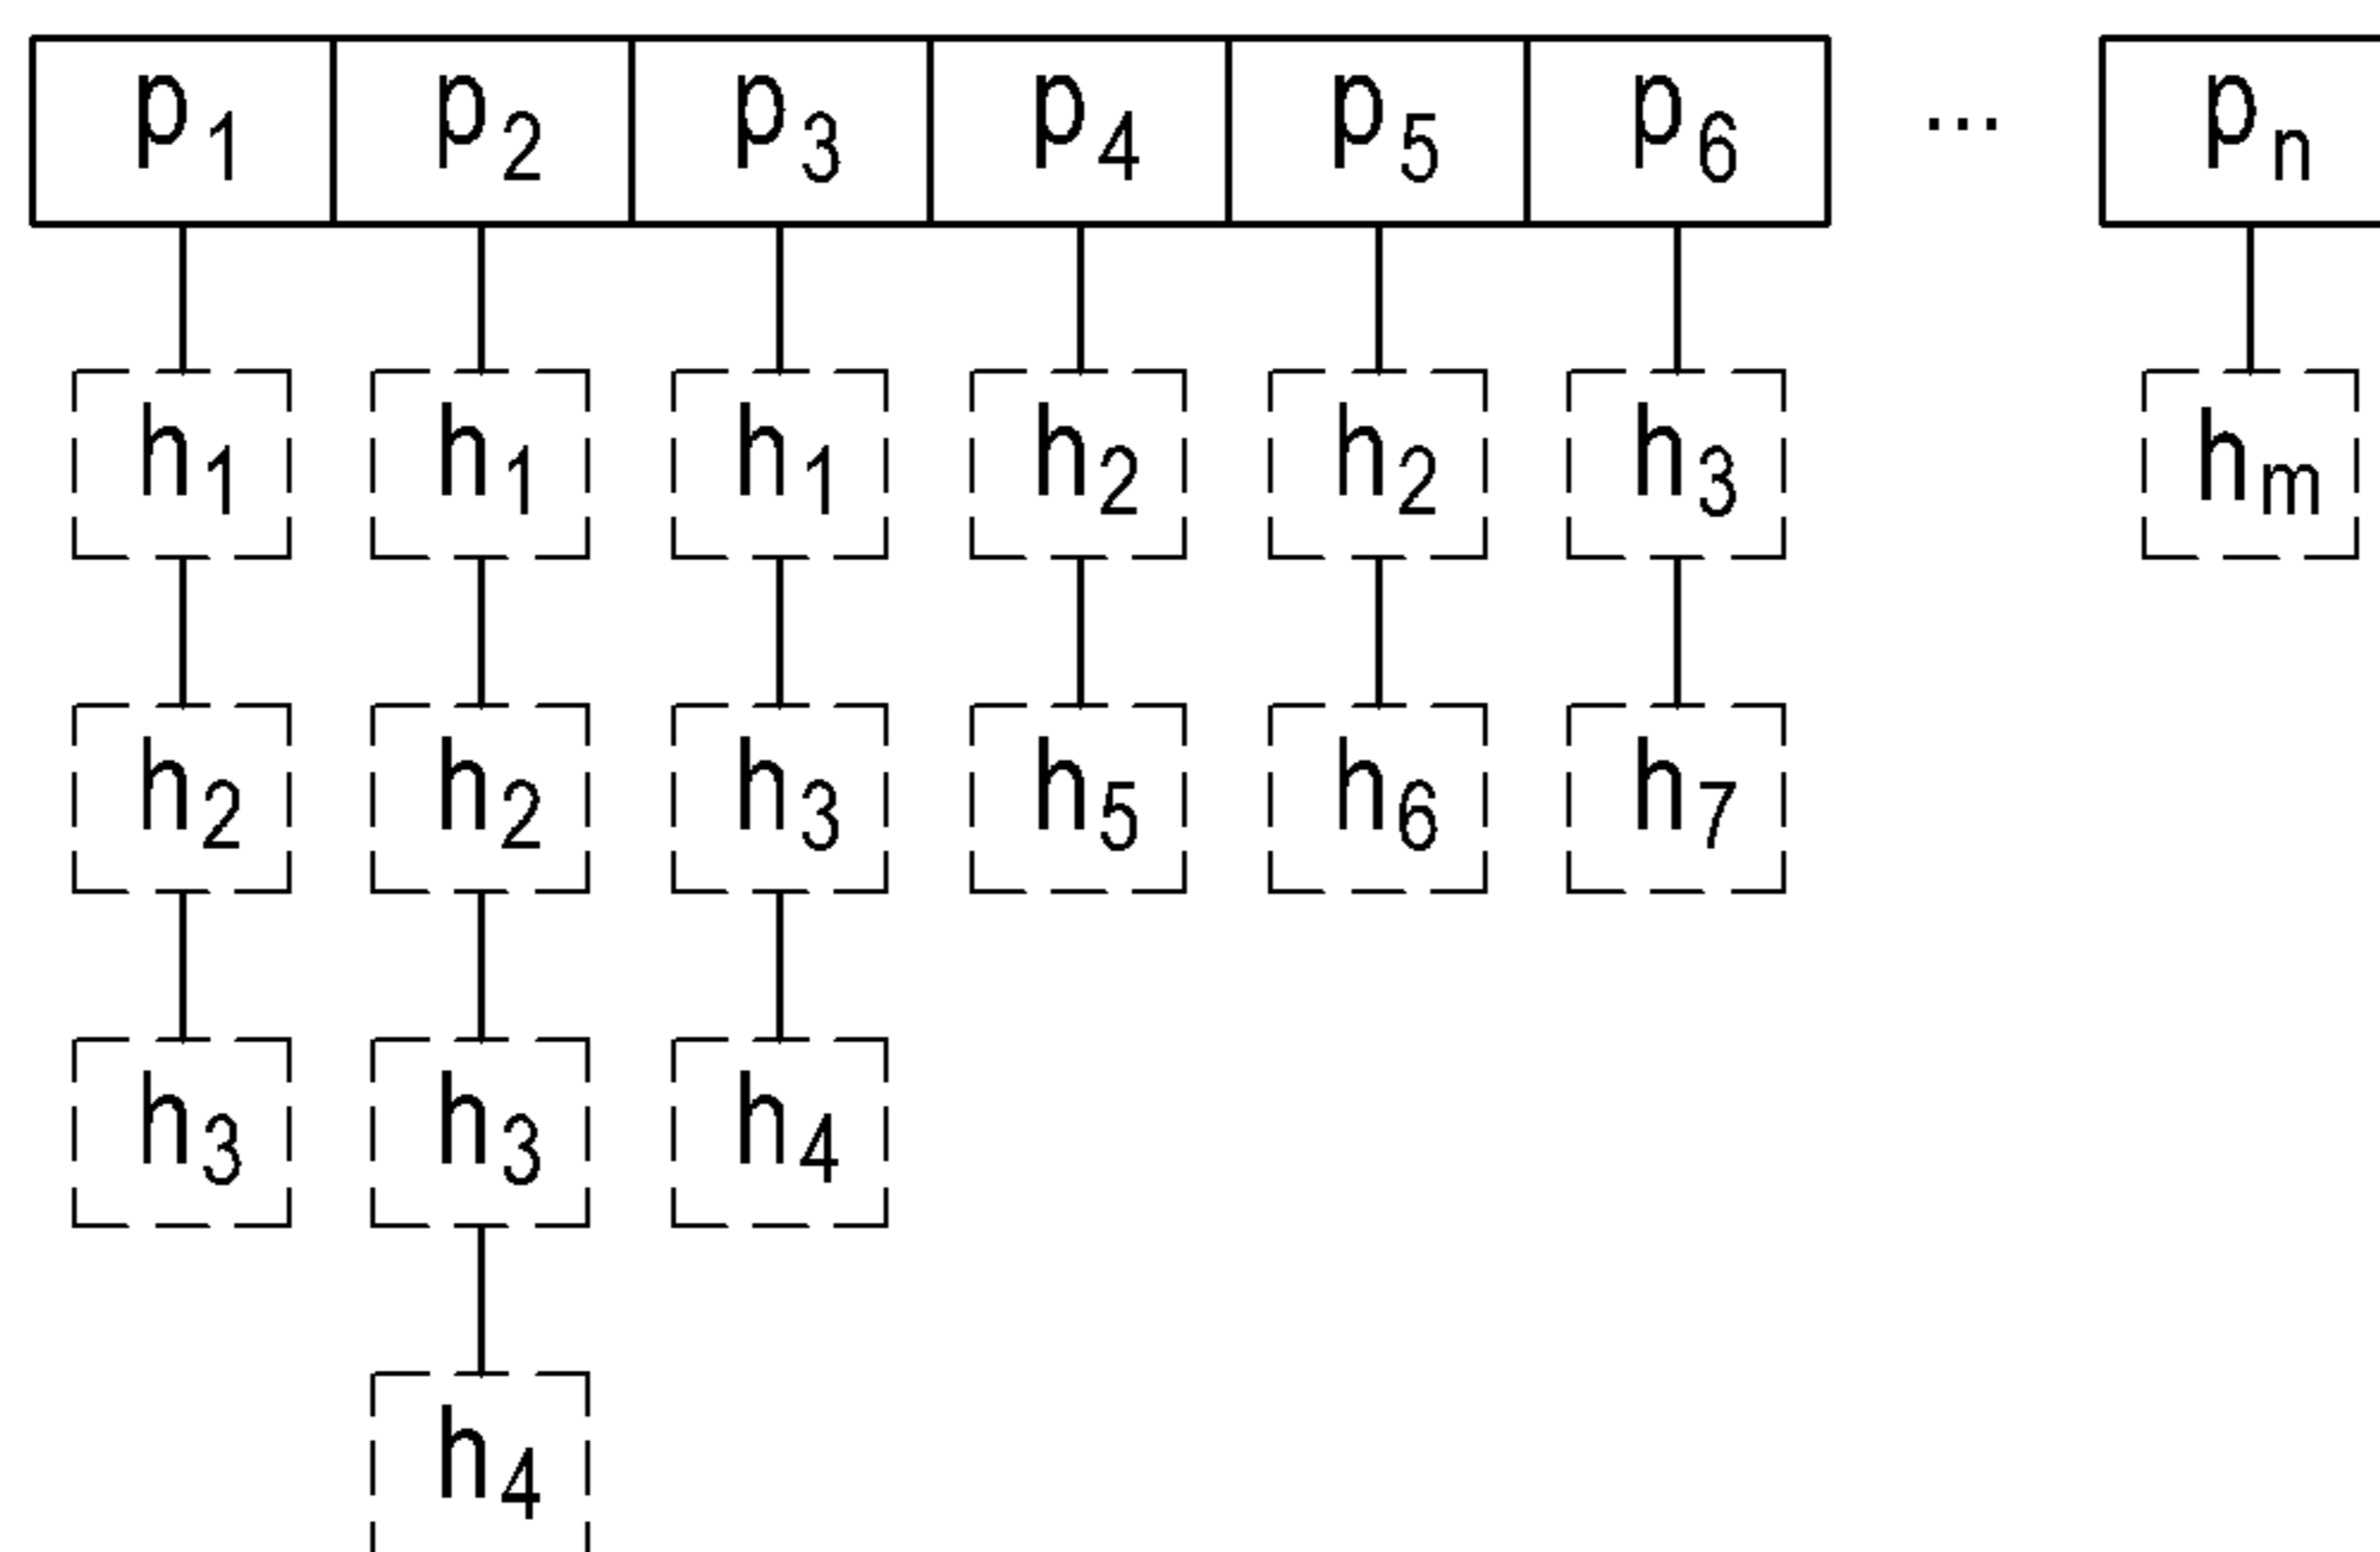 p1 p2 p3 p4 p5 p6 ... pn
h1 h1 h1 h2 h2 h3 hm
h2 h2 h3 h5 h6 h7
h3 h3 h4
h4